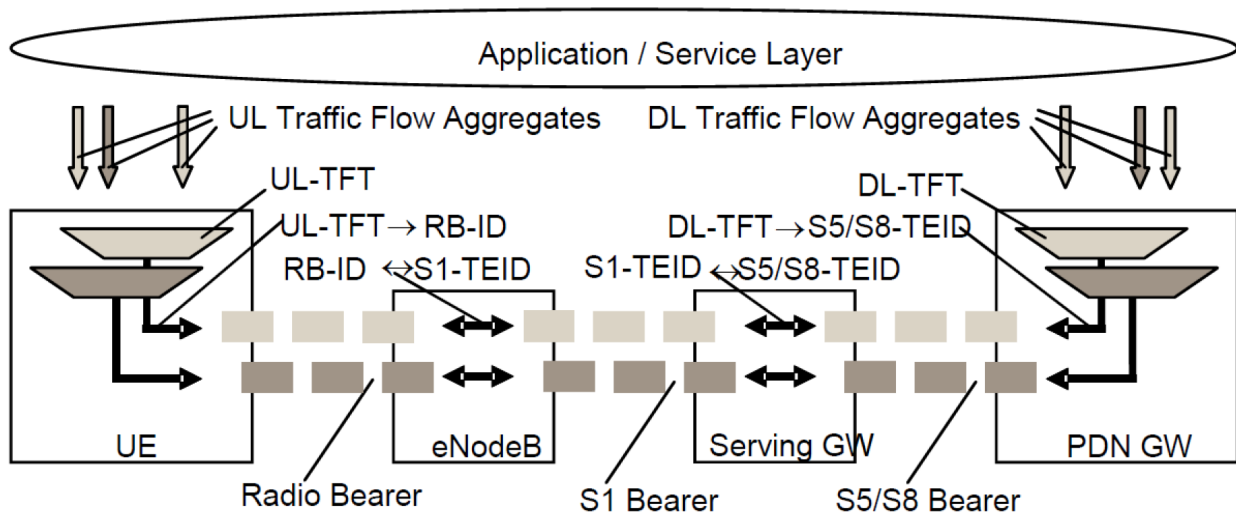 Application / Service Layer
UL Traffic Flow Aggregates
DL Traffic Flow Aggregates
UL-TFT
DL-TFT
UL-TFT → RB-ID
DL-TFT → S5/S8-TEID
RB-ID ↔ S1-TEID
S1-TEID ↔ S5/S8-TEID
UE
eNodeB
Serving GW
PDN GW
Radio Bearer
S1 Bearer
S5/S8 Bearer